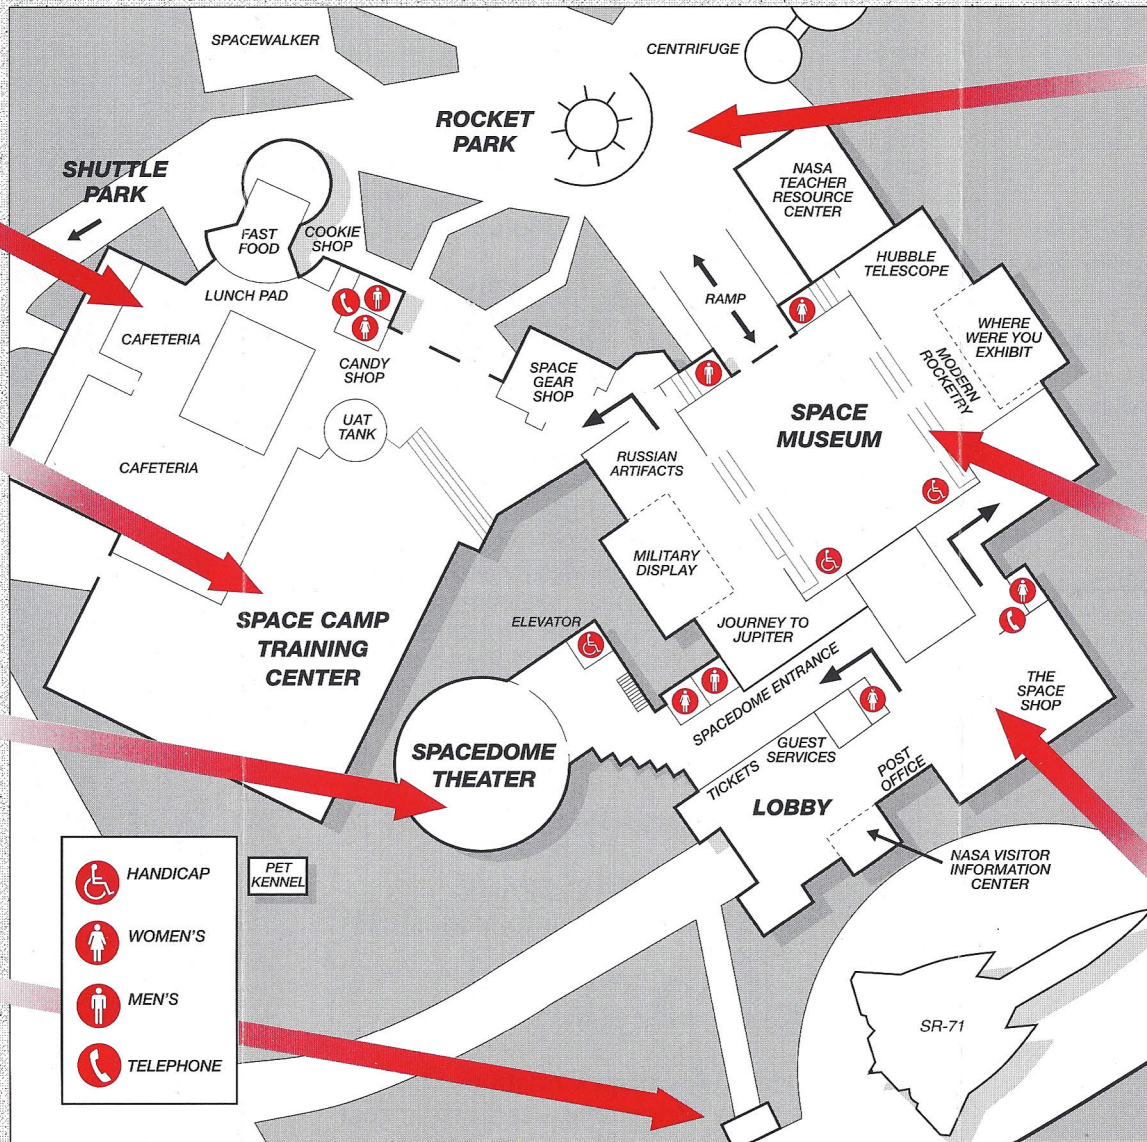 SPACEWALKER
CENTRIFUGE
ROCKET
PARK
SHUTTLE
PARK
NASA
TEACHER
RESOURCE
CENTER
FAST
FOOD
COOKIE
SHOP
HUBBLE
TELESCOPE
LUNCH PAD
RAMP
CAFETERIA
WHERE
WERE YOU
EXHIBIT
CANDY
SHOP
SPACE
GEAR
SHOP
MODERN
ROCKETRY
UAT
TANK
SPACE
MUSEUM
CAFETERIA
RUSSIAN
ARTIFACTS
MILITARY
DISPLAY
SPACE CAMP
TRAINING
CENTER
ELEVATOR
JOURNEY TO
JUPITER
SPACEDOME ENTRANCE
THE
SPACE
SHOP
SPACEDOME
THEATER
GUEST
SERVICES
TICKETS
POST
OFFICE
LOBBY
NASA VISITOR
INFORMATION
CENTER
PET
KENNEL
HANDICAP
WOMEN'S
MEN'S
TELEPHONE
SR-71